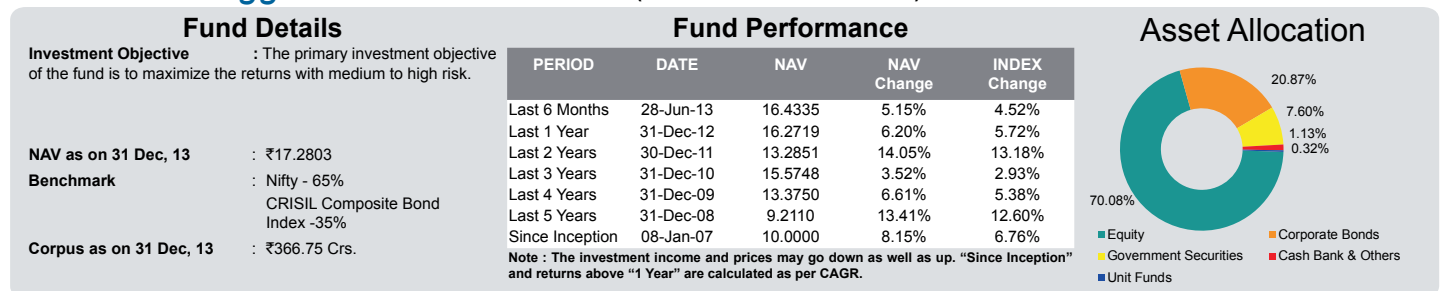 Fund Details
Investment Objective : The primary investment objective
of the fund is to maximize the returns with medium to high risk.
NAV as on 31 Dec, 13 : ₹17.2803
Benchmark : Nifty - 65%
CRISIL Composite Bond
Index -35%
Corpus as on 31 Dec, 13 : ₹366.75 Crs.
Fund Performance
PERIOD DATE NAV NAV Change INDEX Change
Last 6 Months 28-Jun-13 16.4335 5.15% 4.52%
Last 1 Year 31-Dec-12 16.2719 6.20% 5.72%
Last 2 Years 30-Dec-11 13.2851 14.05% 13.18%
Last 3 Years 31-Dec-10 15.5748 3.52% 2.93%
Last 4 Years 31-Dec-09 13.3750 6.61% 5.38%
Last 5 Years 31-Dec-08 9.2110 13.41% 12.60%
Since Inception 08-Jan-07 10.0000 8.15% 6.76%
Note : The investment income and prices may go down as well as up. “Since Inception”
and returns above “1 Year” are calculated as per CAGR.
Asset Allocation
20.87%
7.60%
1.13%
0.32%
70.08%
Equity Corporate Bonds
Government Securities Cash Bank & Others
Unit Funds